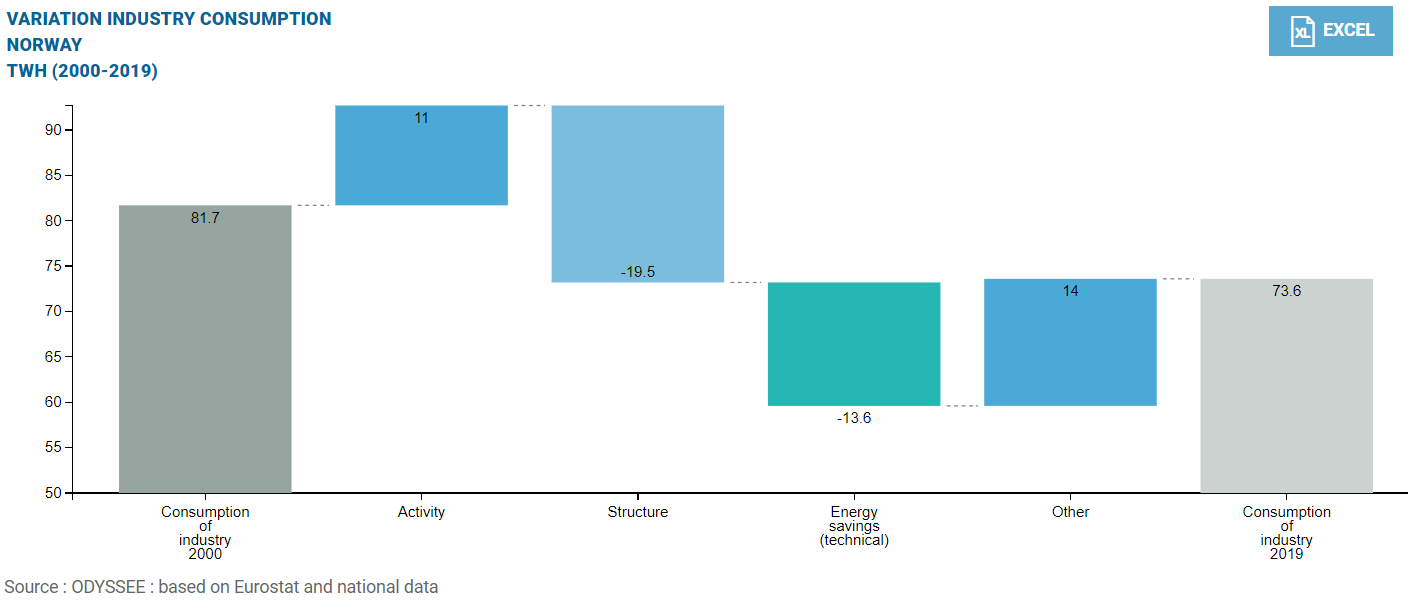 VARIATION INDUSTRY CONSUMPTION
NORWAY
TWH (2000-2019)
XL EXCEL
90
85
80
75
70
65
60
55
50
81.7
11
-19.5
-13.6
14
73.6
Consumption
of
industry
2000
Activity
Structure
Energy
savings
(technical)
Other
Consumption
of
industry
2019
Source : ODYSSEE : based on Eurostat and national data